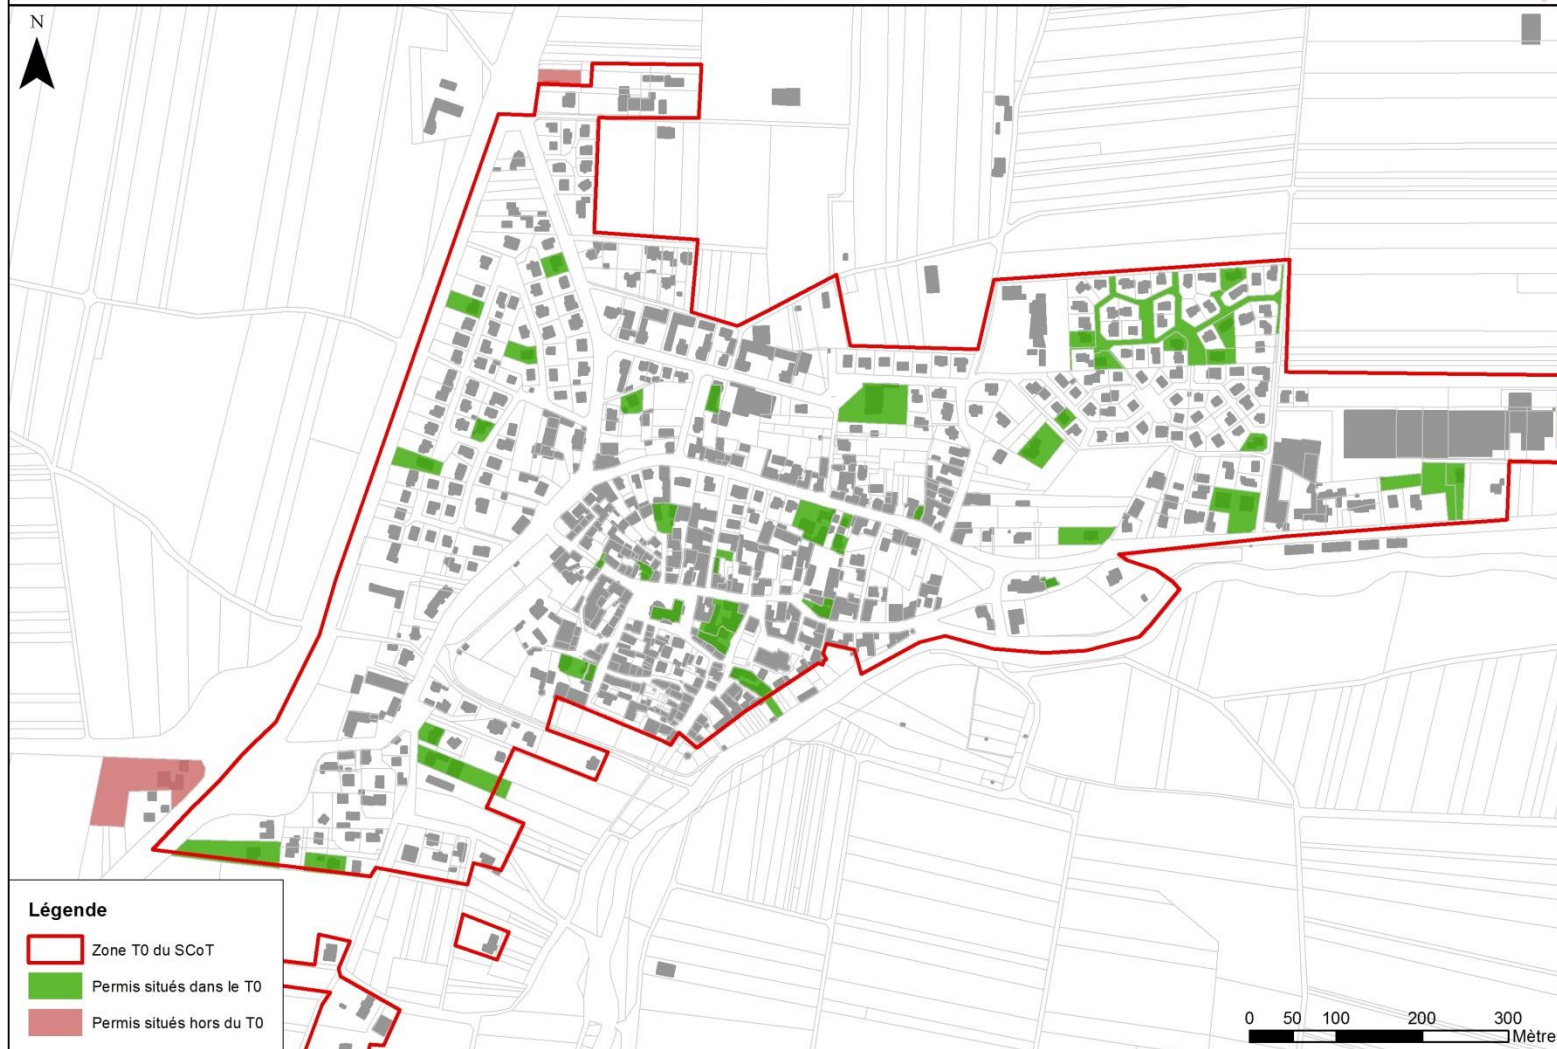 N
Légende
Zone T0 du SCoT
Permis situés dans le T0
Permis situés hors du T0
0 50 100 200 300
Mètre